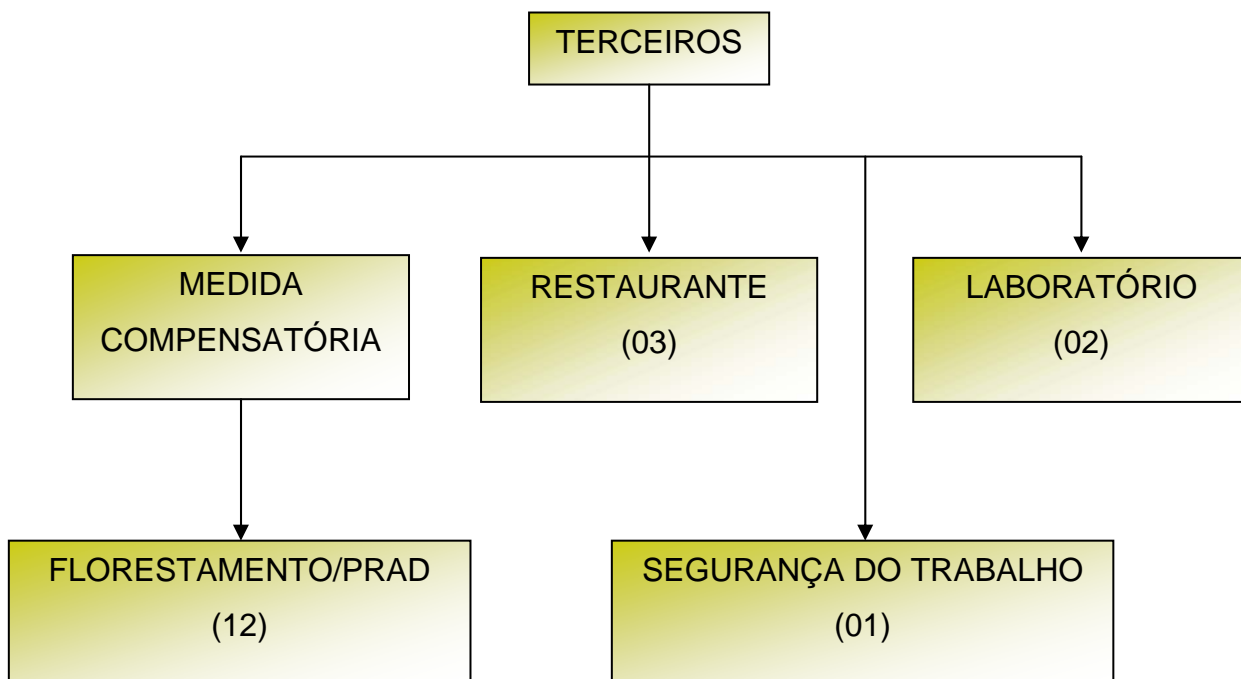 TERCEIROS
MEDIDA
COMPENSATÓRIA
RESTAURANTE
(03)
LABORATÓRIO
(02)
FLORESTAMENTO/PRAD
(12)
SEGURANÇA DO TRABALHO
(01)